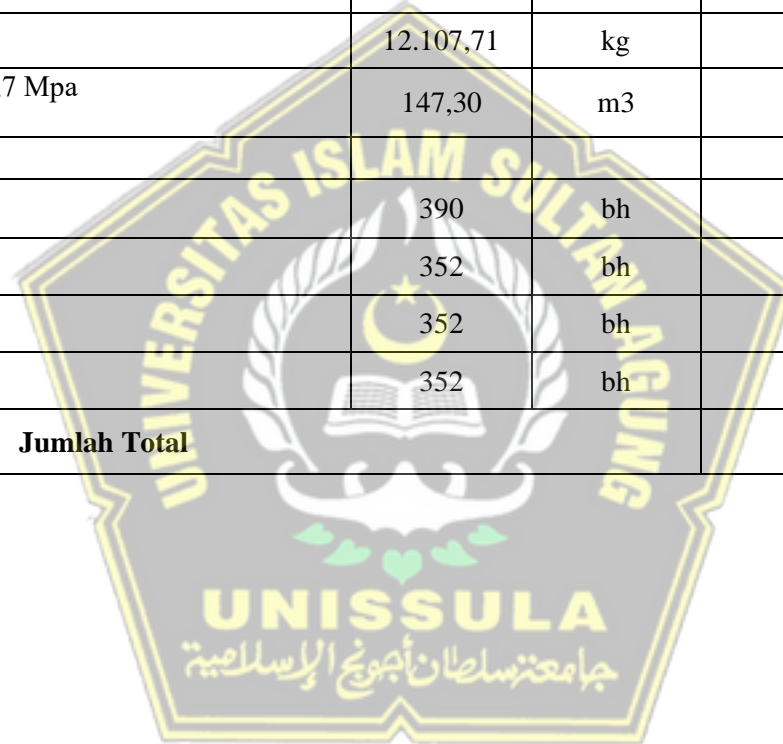 12.107,71 kg
,7 Mpa
147,30 m3
390 bh
352 bh
352 bh
352 bh
Jumlah Total
UNIVERSITAS ISLAM SULTAN AGUNG
UNISSULA
جامعة سلطان أجونج الإسلامية